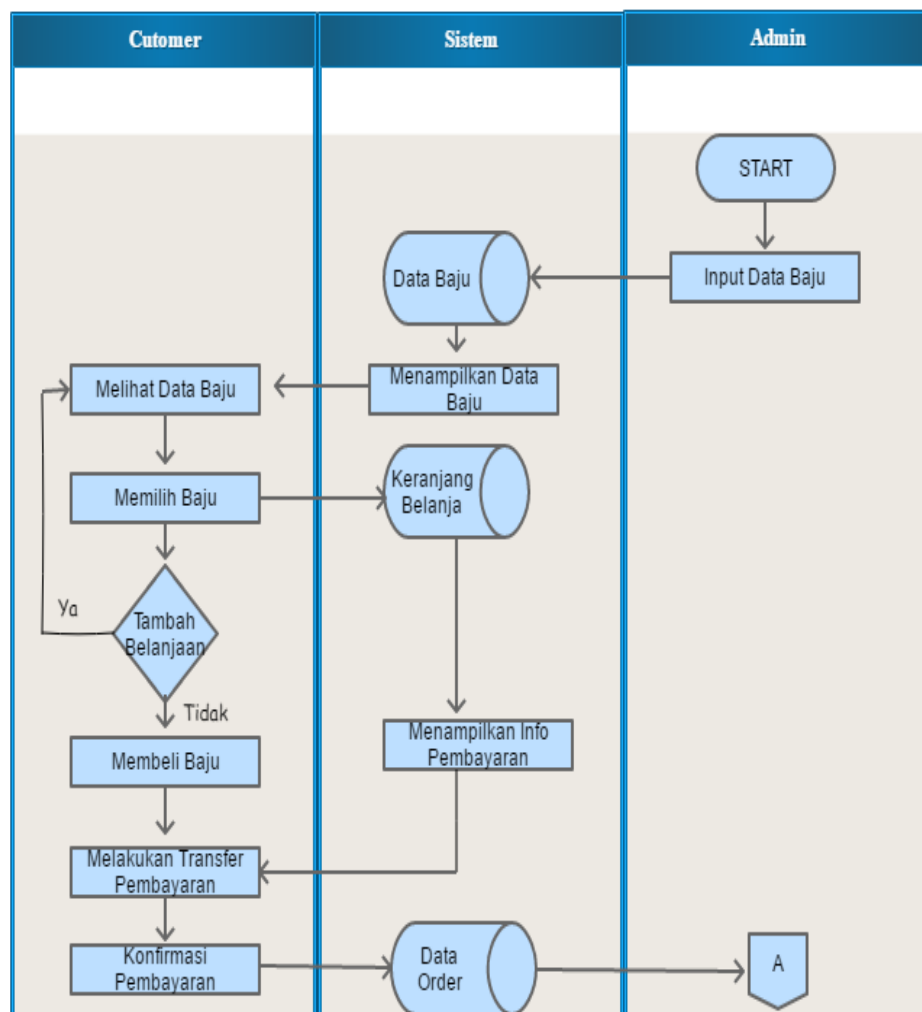 Cutomer
Sistem
Admin
START
Input Data Baju
Data Baju
Menampilkan Data
Baju
Melihat Data Baju
Memilih Baju
Keranjang
Belanja
Tambah
Belanjaan
Ya
Tidak
Membeli Baju
Menampilkan Info
Pembayaran
Melakukan Transfer
Pembayaran
Konfirmasi
Pembayaran
Data
Order
A